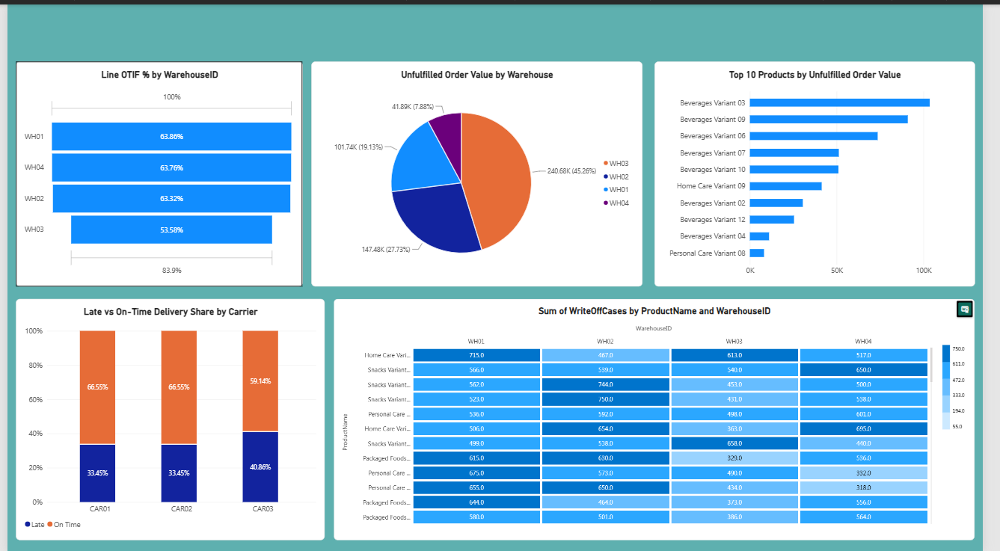 Line OTIF % by WarehouseID
100%
WH01 63.86%
WH04 63.76%
WH02 63.32%
WH03 53.58%
83.9%
Unfulfilled Order Value by Warehouse
41.89K (7.88%)
101.74K (19.13%)
240.68K (45.26%)
147.48K (27.73%)
WH03
WH02
WH01
WH04
Top 10 Products by Unfulfilled Order Value
Beverages Variant 03
Beverages Variant 09
Beverages Variant 06
Beverages Variant 07
Beverages Variant 10
Home Care Variant 09
Beverages Variant 02
Beverages Variant 12
Beverages Variant 04
Personal Care Variant 08
0K 50K 100K
Late vs On-Time Delivery Share by Carrier
100%
80%
60%
40%
20%
0%
66.55% 66.55% 59.14%
33.45% 33.45% 40.86%
CAR01 CAR02 CAR03
Late On Time
Sum of WriteOffCases by ProductName and WarehouseID
WarehouseID
WH01 WH02 WH03 WH04
ProductName
Home Care Vari... 715.0 467.0 613.0 517.0
Snacks Variant... 566.0 539.0 540.0 650.0
Snacks Variant... 562.0 744.0 453.0 500.0
Snacks Variant... 523.0 750.0 431.0 538.0
Personal Care ... 536.0 592.0 498.0 601.0
Home Care Vari... 506.0 654.0 363.0 695.0
Snacks Variant... 499.0 538.0 658.0 440.0
Packaged Foods... 615.0 630.0 329.0 536.0
Personal Care ... 675.0 573.0 490.0 332.0
Personal Care ... 655.0 650.0 434.0 318.0
Packaged Foods... 644.0 464.0 373.0 556.0
Packaged Foods... 580.0 501.0 386.0 564.0
750.0
611.0
472.0
333.0
194.0
55.0